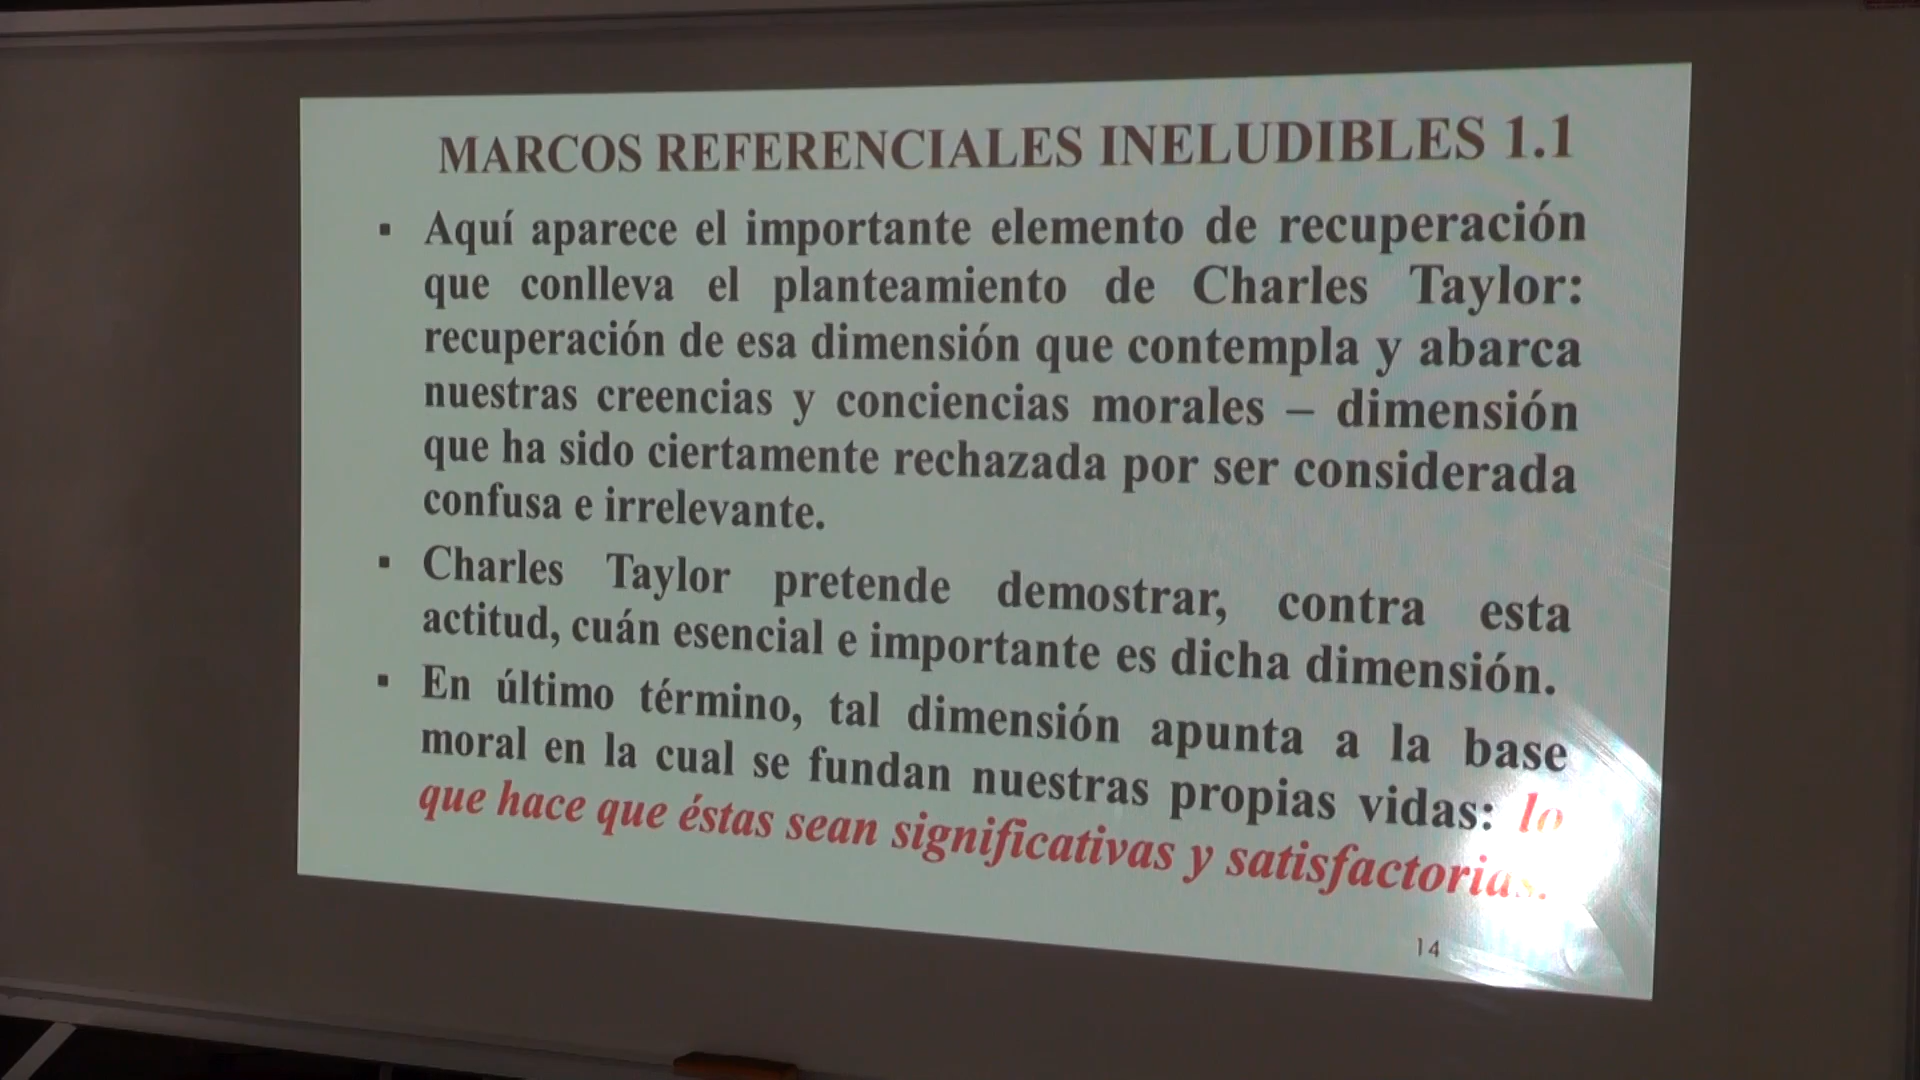 MARCOS REFERENCIALES INELUDIBLES 1.1
▪ Aquí aparece el importante elemento de recuperación
que conlleva el planteamiento de Charles Taylor:
recuperación de esa dimensión que contempla y abarca
nuestras creencias y conciencias morales – dimensión
que ha sido ciertamente rechazada por ser considerada
confusa e irrelevante.
▪ Charles Taylor pretende demostrar, contra esta
actitud, cuán esencial e importante es dicha dimensión.
▪ En último término, tal dimensión apunta a la base
moral en la cual se fundan nuestras propias vidas: lo
que hace que éstas sean significativas y satisfactorias.
14